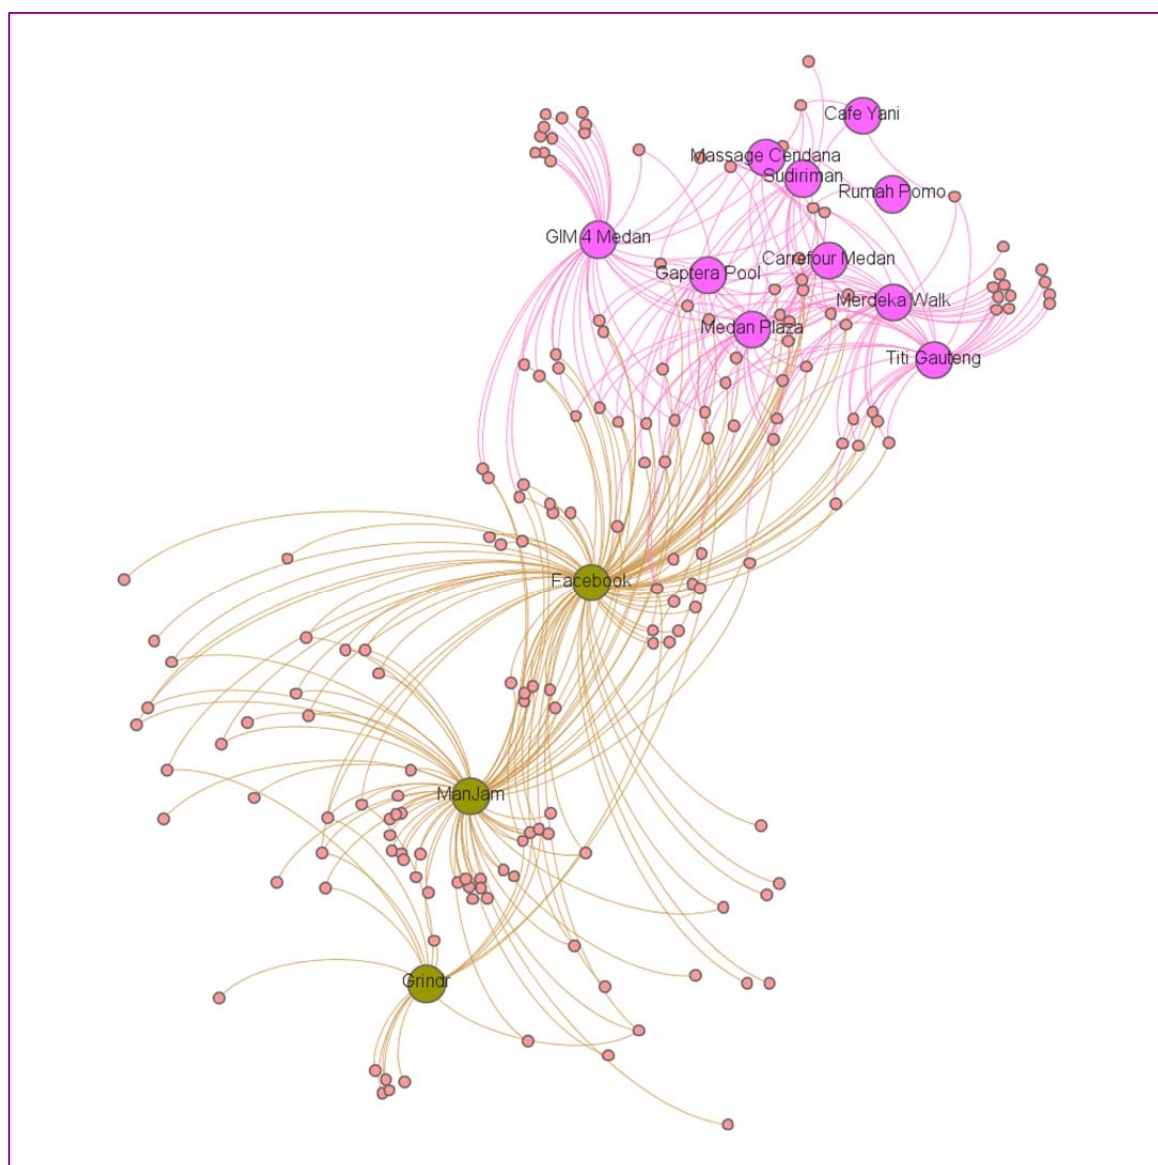 Cafe Yani
Massage Cendana
Sudiriman
Rumah Pomo
GIM 4 Medan
Carrefour Medan
Gaptera Pool
Merdeka Walk
Medan Plaza
Titi Gauteng
Facebook
ManJam
Grindr